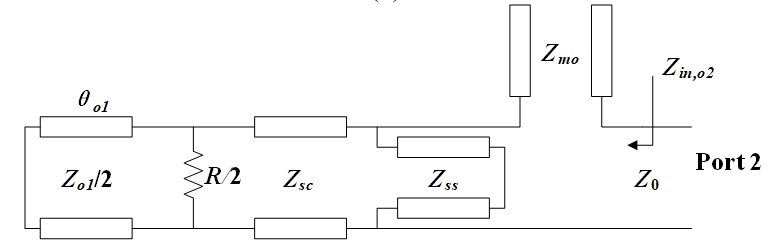 Z_mo
Z_in,o2
θ_o1
Z_o1/2
R/2
Z_sc
Z_ss
Z_0
Port 2